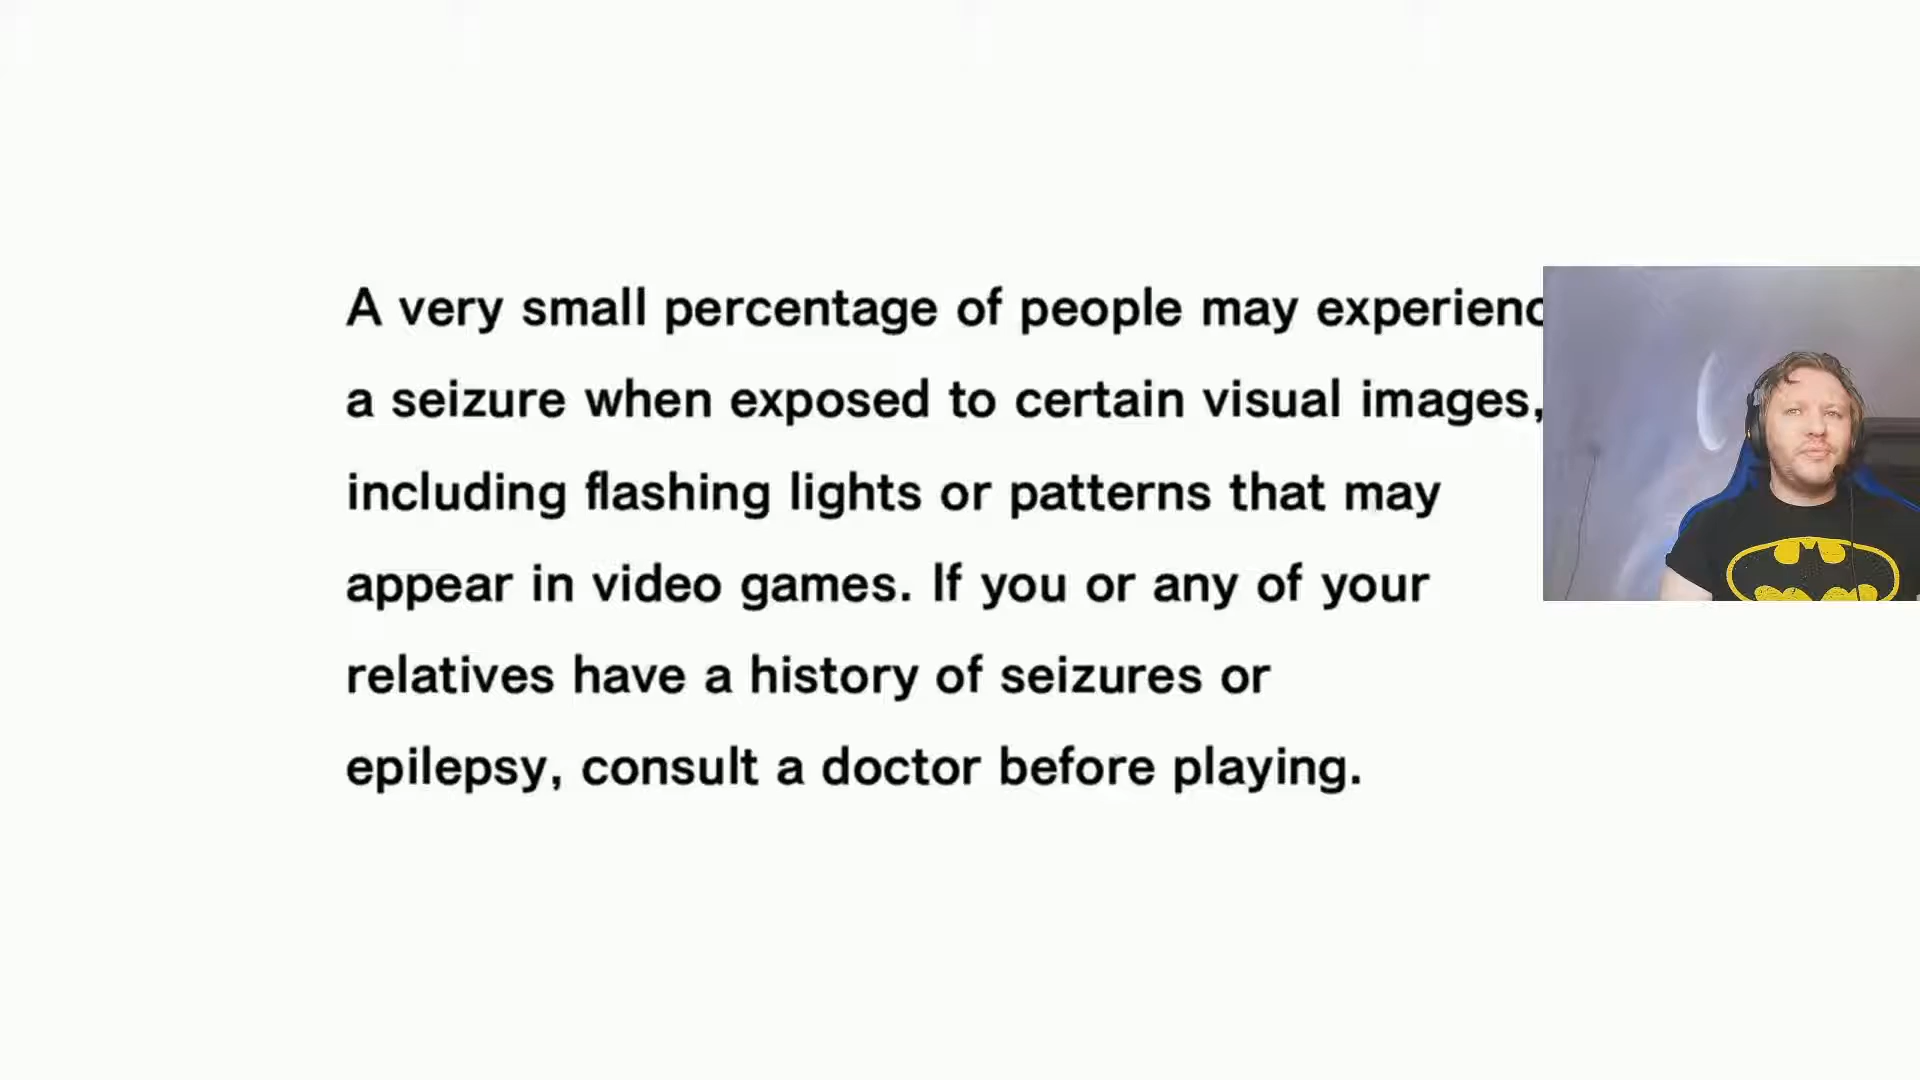 A very small percentage of people may experienc
a seizure when exposed to certain visual images,
including flashing lights or patterns that may
appear in video games. If you or any of your
relatives have a history of seizures or
epilepsy, consult a doctor before playing.